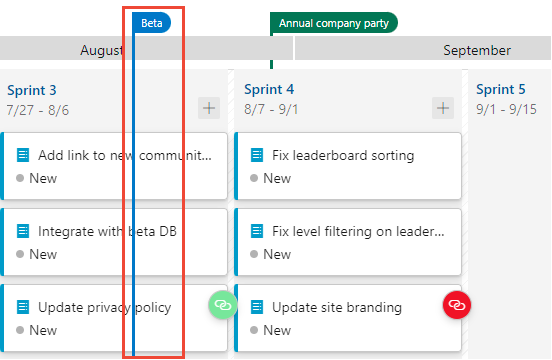 Beta
Annual company party
August
September
Sprint 3
7/27 - 8/6
Sprint 4
8/7 - 9/1
Sprint 5
9/1 - 9/15
Add link to new communit...
New
Fix leaderboard sorting
New
Integrate with beta DB
New
Fix level filtering on leader...
New
Update privacy policy
New
Update site branding
New